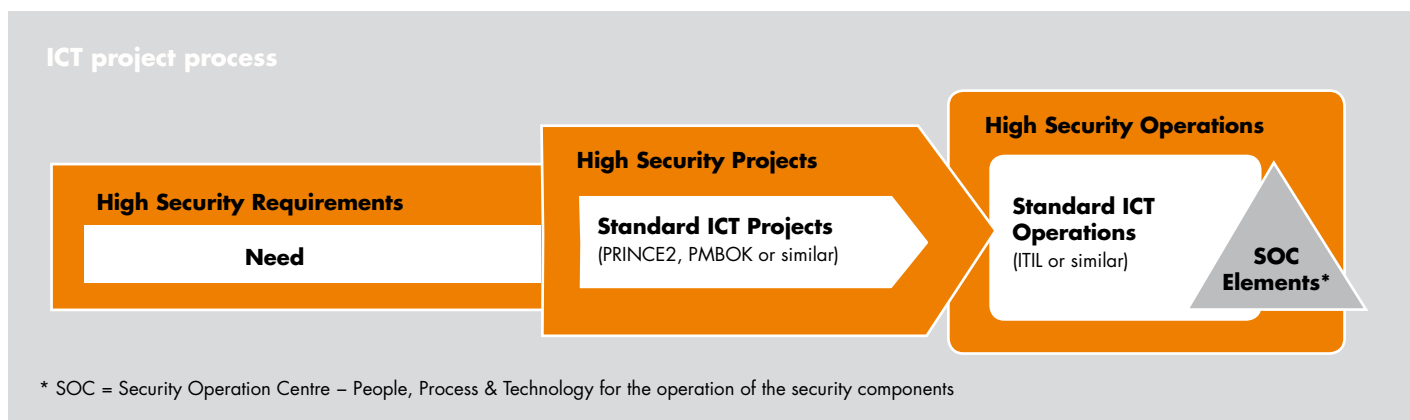 ICT project process
High Security Requirements
Need
High Security Projects
Standard ICT Projects
(PRINCE2, PMBOK or similar)
High Security Operations
Standard ICT
Operations
(ITIL or similar)
SOC
Elements*
* SOC = Security Operation Centre – People, Process & Technology for the operation of the security components